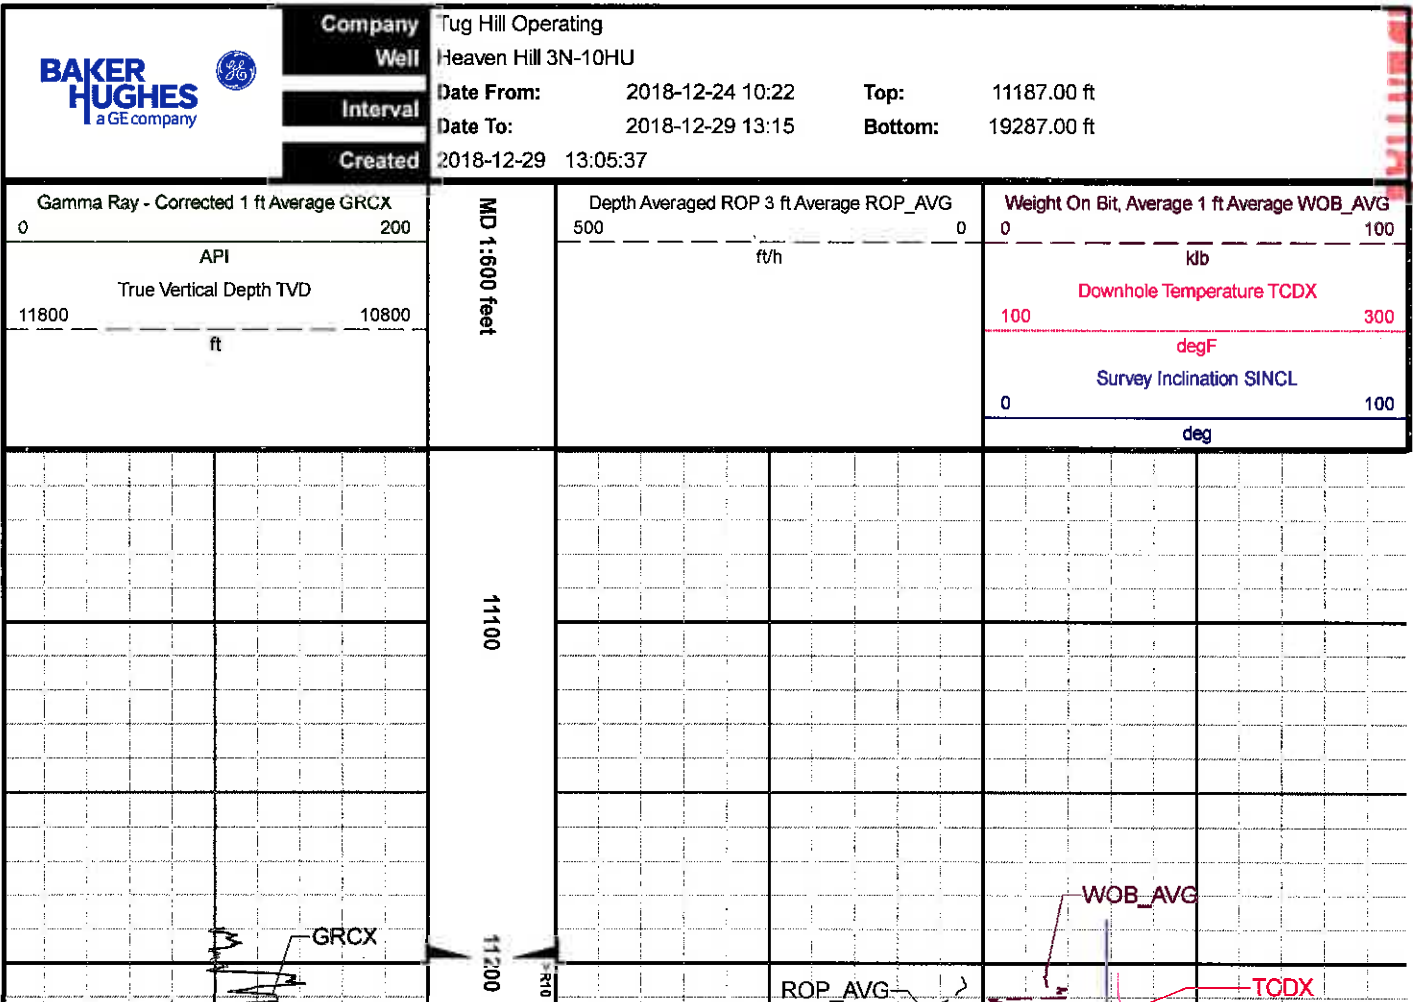 BAKER
HUGHES
a GE company
GE
Company Tug Hill Operating
Well Heaven Hill 3N-10HU
Interval
Date From: 2018-12-24 10:22 Top: 11187.00 ft
Date To: 2018-12-29 13:15 Bottom: 19287.00 ft
Created 2018-12-29 13:05:37
Gamma Ray - Corrected 1 ft Average GRCX
0 200
API
True Vertical Depth TVD
11800 10800
ft
MD 1:600 feet
Depth Averaged ROP 3 ft Average ROP_AVG
500 0
ft/h
Weight On Bit, Average 1 ft Average WOB_AVG
0 100
klb
Downhole Temperature TCDX
100 300
degF
Survey Inclination SINCL
0 100
deg
11100
WOB_AVG
GRCX
11200
ROP_AVG
TCDX